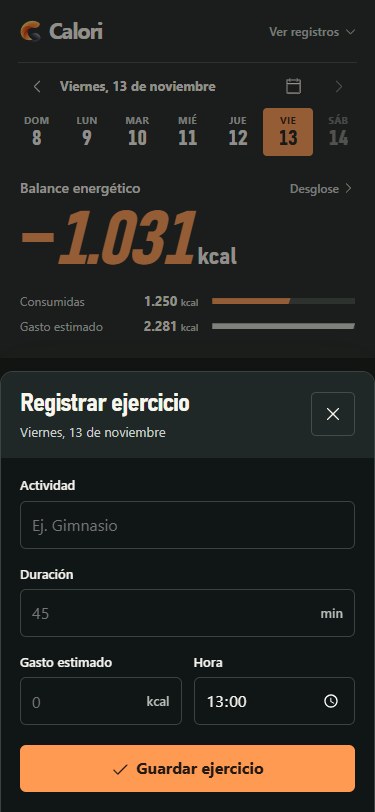 Calori
Ver registros
Viernes, 13 de noviembre
DOM LUN MAR MIÉ JUE VIE SÁB
8 9 10 11 12 13 14
Balance energético
Desglose
−1.031 kcal
Consumidas 1.250 kcal
Gasto estimado 2.281 kcal
Registrar ejercicio
Viernes, 13 de noviembre
Actividad
Ej. Gimnasio
Duración
45 min
Gasto estimado Hora
0 kcal 13:00
Guardar ejercicio